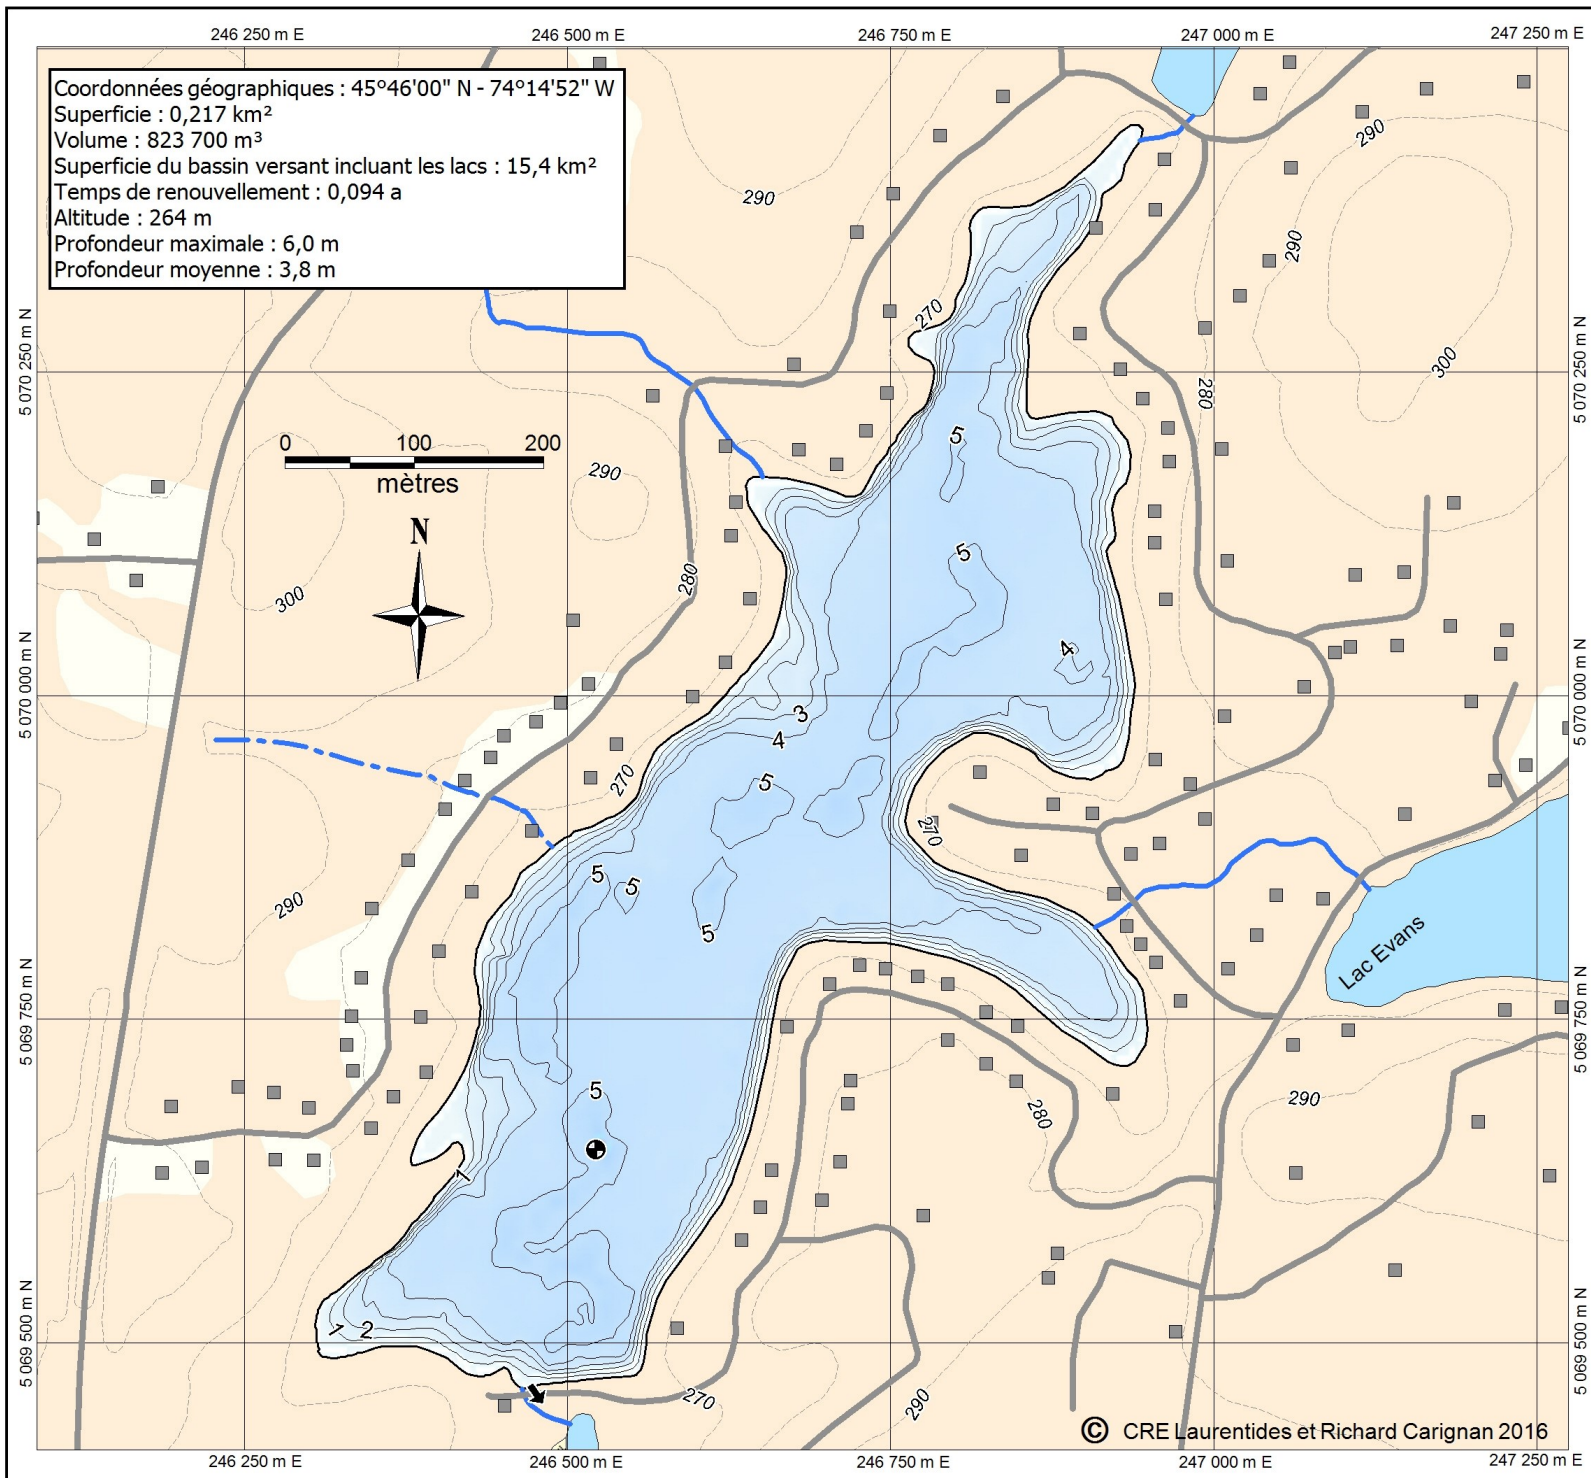 246 250 m E
246 500 m E
246 750 m E
247 000 m E
247 250 m E
Coordonnées géographiques : 45°46'00" N - 74°14'52" W
Superficie : 0,217 km²
Volume : 823 700 m³
Superficie du bassin versant incluant les lacs : 15,4 km²
Temps de renouvellement : 0,094 a
Altitude : 264 m
Profondeur maximale : 6,0 m
Profondeur moyenne : 3,8 m
290
290
290
270
5 070 250 m N
5 070 250 m N
300
280
0 100 200
mètres
5
290
N
5
280
300
4
5 070 000 m N
5 070 000 m N
3
4
270
5
270
5
5
290
5
Lac Evans
5 069 750 m N
5 069 750 m N
5
290
280
1
1
2
5 069 500 m N
5 069 500 m N
270
290
© CRE Laurentides et Richard Carignan 2016
246 250 m E
246 500 m E
246 750 m E
247 000 m E
247 250 m E